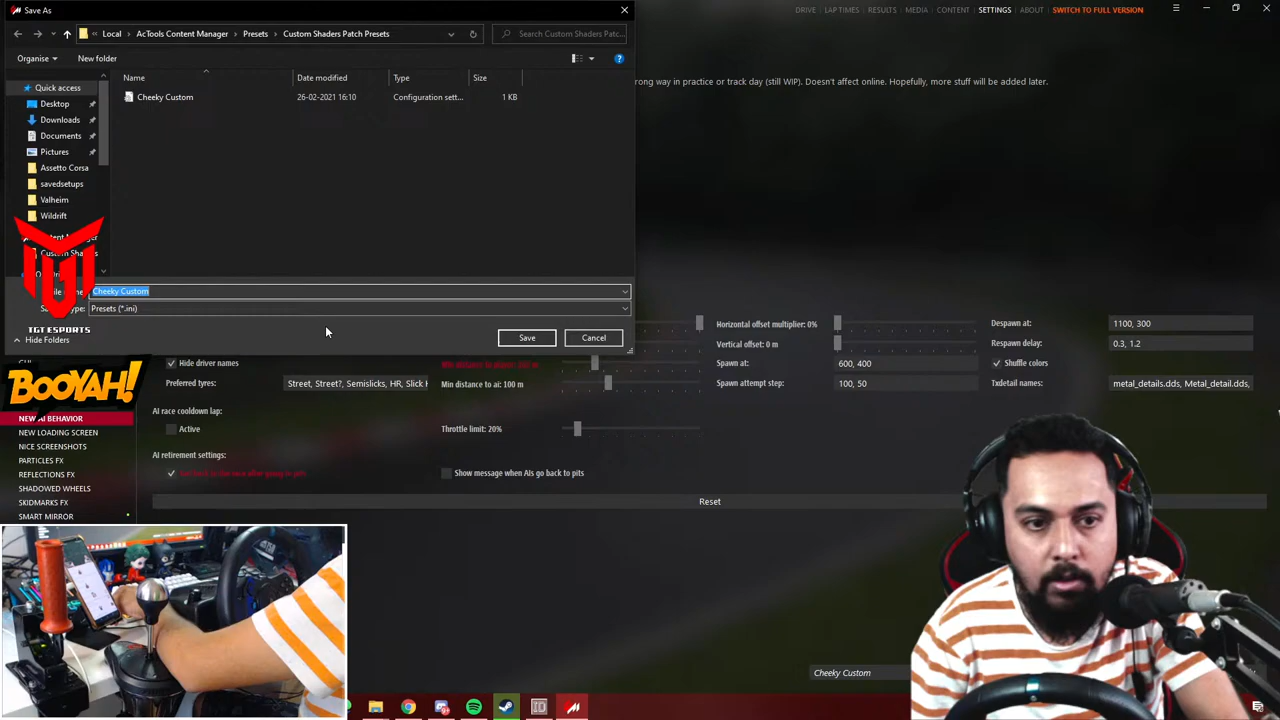 Save As
DRIVE LAP TIMES RESULTS MEDIA CONTENT SETTINGS ABOUT SWITCH TO FULL VERSION
Local AcTools Content Manager Presets Custom Shaders Patch Presets
Search Custom Shaders Patc...
Organise New folder
Name Date modified Type Size
Quick access
Cheeky Custom 26-02-2021 16:10 Configuration sett... 1 KB
rong way in practice or track day (still WIP). Doesn't affect online. Hopefully, more stuff will be added later.
Desktop
Downloads
Documents
Pictures
Assetto Corsa
savedsetups
Valheim
Wildrift
Cheeky Custom
Presets (*.ini)
TGT ESPORTS
Hide Folders
Save Cancel
Horizontal offset multiplier: 0% Despawn at: 1100, 300
Vertical offset: 0 m Respawn delay: 0.3, 1.2
Hide driver names Spawn at: 600, 400 Shuffle colors
Preferred tyres: Street, Street?, Semislicks, HR, Slick H Min distance to ai: 100 m Spawn attempt step: 100, 50 Txdetail names: metal_details.dds, Metal_detail.dds,
BOOYAH!
AI race cooldown lap:
NEW AI BEHAVIOR
Active Throttle limit: 20%
NEW LOADING SCREEN
NICE SCREENSHOTS
AI retirement settings:
PARTICLES FX
Show message when AIs go back to pits
REFLECTIONS FX
SHADOWED WHEELS
SKIDMARKS FX
Reset
SMART MIRROR
Cheeky Custom